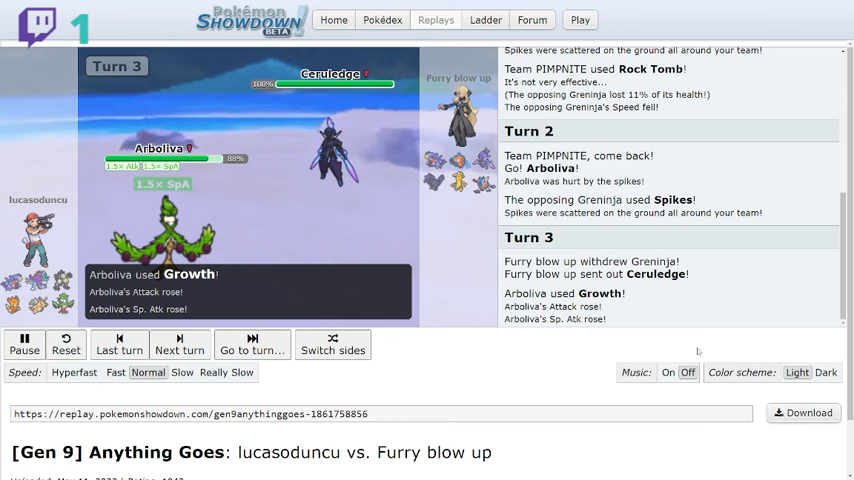 1
Pokémon
SHOWDOWN!
BETA
Home
Pokédex
Replays
Ladder
Forum
Play
Turn 3
Ceruledge
100%
Furry blow up
Arboliva
88%
1.5× Atk 1.5× SpA
1.5× SpA
lucasoduncu
Arboliva used Growth!
Arboliva's Attack rose!
Arboliva's Sp. Atk rose!
Spikes were scattered on the ground all around your team!
Team PIMPNITE used Rock Tomb!
It's not very effective...
(The opposing Greninja lost 11% of its health!)
The opposing Greninja's Speed fell!
Turn 2
Team PIMPNITE, come back!
Go! Arboliva!
Arboliva was hurt by the spikes!
The opposing Greninja used Spikes!
Spikes were scattered on the ground all around your team!
Turn 3
Furry blow up withdrew Greninja!
Furry blow up sent out Ceruledge!
Arboliva used Growth!
Arboliva's Attack rose!
Arboliva's Sp. Atk rose!
Pause
Reset
Last turn
Next turn
Go to turn...
Switch sides
Speed: Hyperfast Fast Normal Slow Really Slow
Music: On Off
Color scheme: Light Dark
https://replay.pokemonshowdown.com/gen9anythinggoes-1861758856
Download
[Gen 9] Anything Goes: lucasoduncu vs. Furry blow up